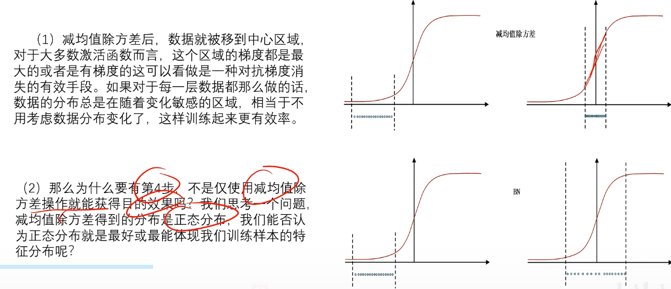 （1）减均值除方差后，数据就被移到中心区域，
对于大多数激活函数而言，这个区域的梯度都是最
大的或者是有梯度的这可以看做是一种对抗梯度消
失的有效手段。如果对于每一层数据都那么做的话，
数据的分布总是在随着变化敏感的区域，相当于不
用考虑数据分布变化了，这样训练起来更有效率。
减均值除方差
（2）那么为什么要有第4步，不是仅使用减均值除
方差操作就能获得目的效果吗？我们思考一个问题，
减均值除方差得到的分布是正态分布，我们能否认
为正态分布就是最好或最能体现我们训练样本的特
征分布呢？
BN